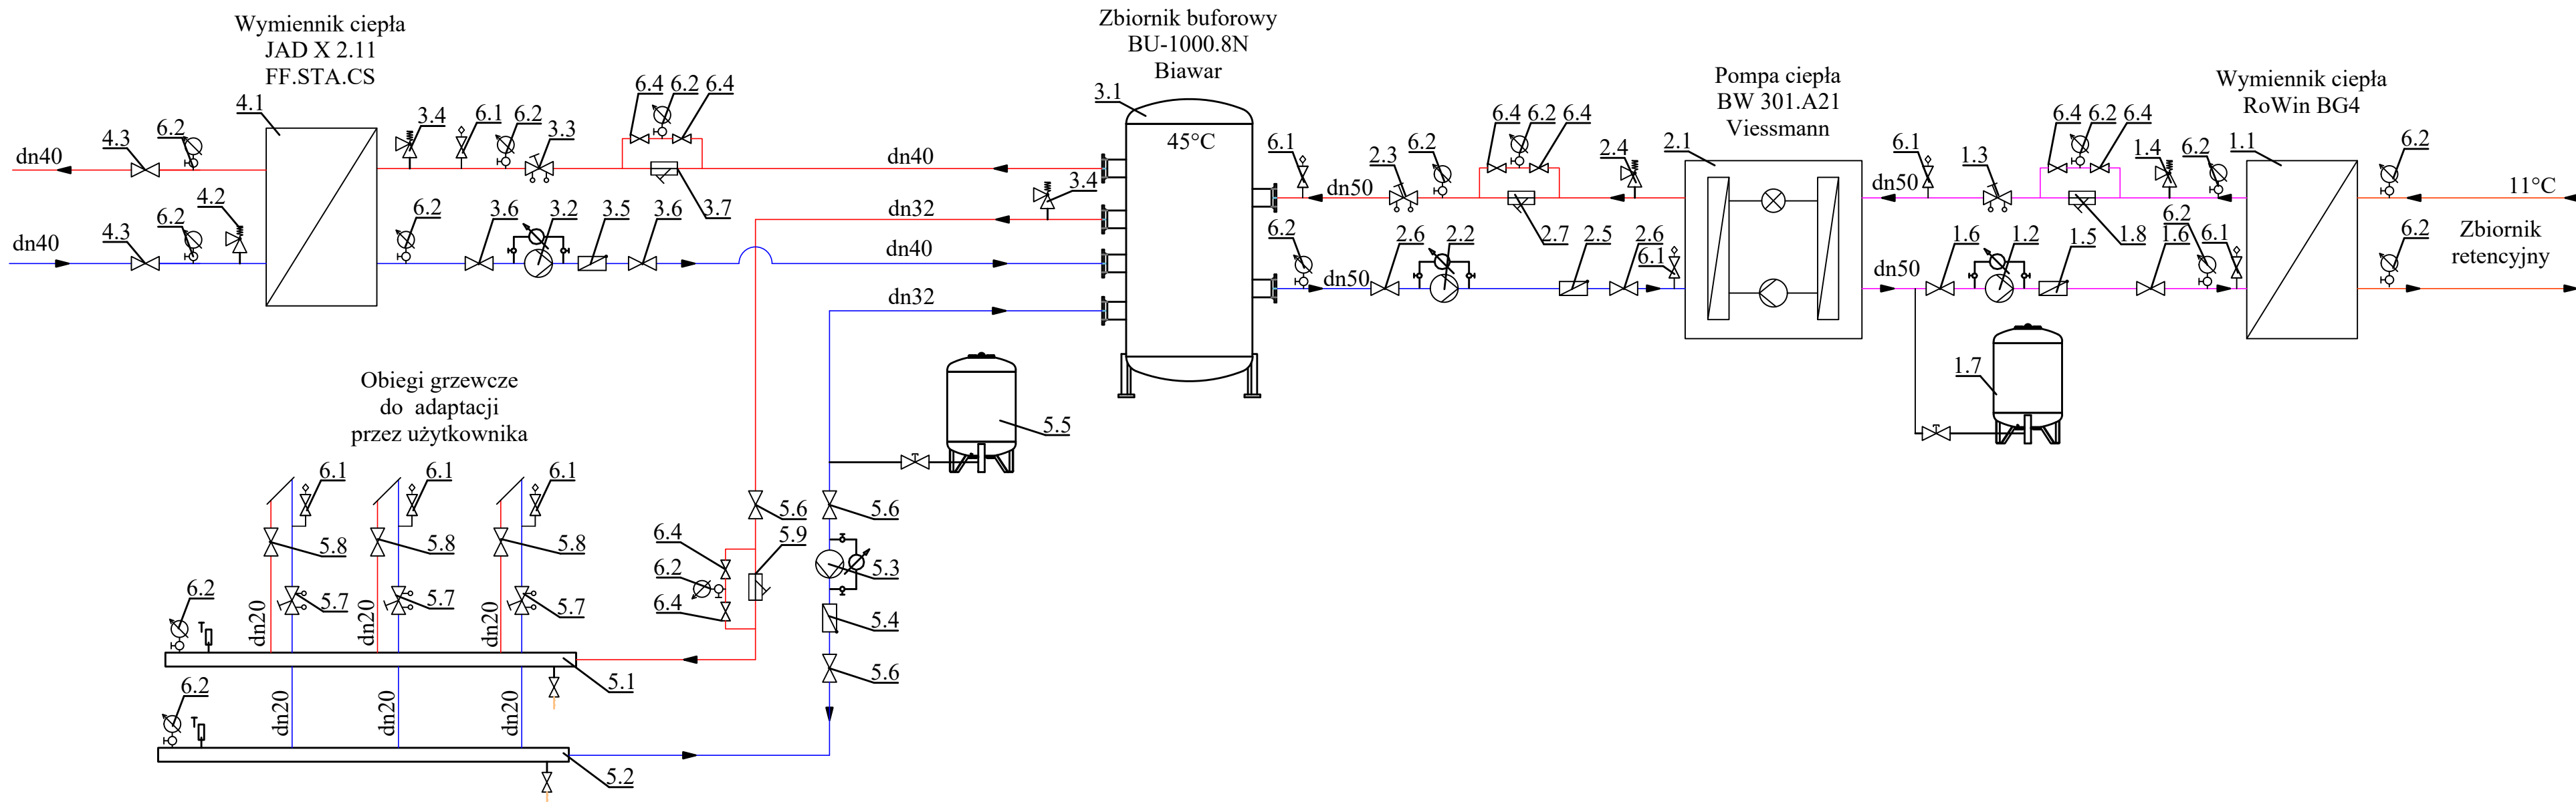 Wymiennik ciepła
JAD X 2.11
FF.STA.CS
Zbiornik buforowy
BU-1000.8N
Biawar
Pompa ciepła
BW 301.A21
Viessmann
Wymiennik ciepła
RoWin BG4
4.1
3.4
6.1
6.2
3.3
6.4
6.2
6.4
3.1
45°C
4.3
6.2
dn40
dn40
3.7
3.4
6.1
2.3
6.2
6.4
6.2
6.4
2.4
2.1
dn50
2.7
6.1
1.3
6.4
6.2
6.4
1.4
6.2
1.1
6.2
dn50
1.8
11°C
4.3
6.2
4.2
dn40
6.2
3.6
3.2
3.5
3.6
dn32
dn40
dn32
6.2
dn50
2.6
2.2
2.5
2.6
6.1
dn50
1.6
1.2
1.5
1.6
6.2
6.1
6.2
Zbiornik
retencyjny
1.7
5.5
Obiegi grzewcze
do adaptacji
przez użytkownika
6.1
6.1
6.1
5.8
5.8
5.8
5.7
5.7
5.7
dn20
dn20
dn20
6.2
T
5.1
6.4
6.2
6.4
5.6
5.9
5.6
5.3
5.4
5.6
6.2
T
dn20
dn20
dn20
5.2